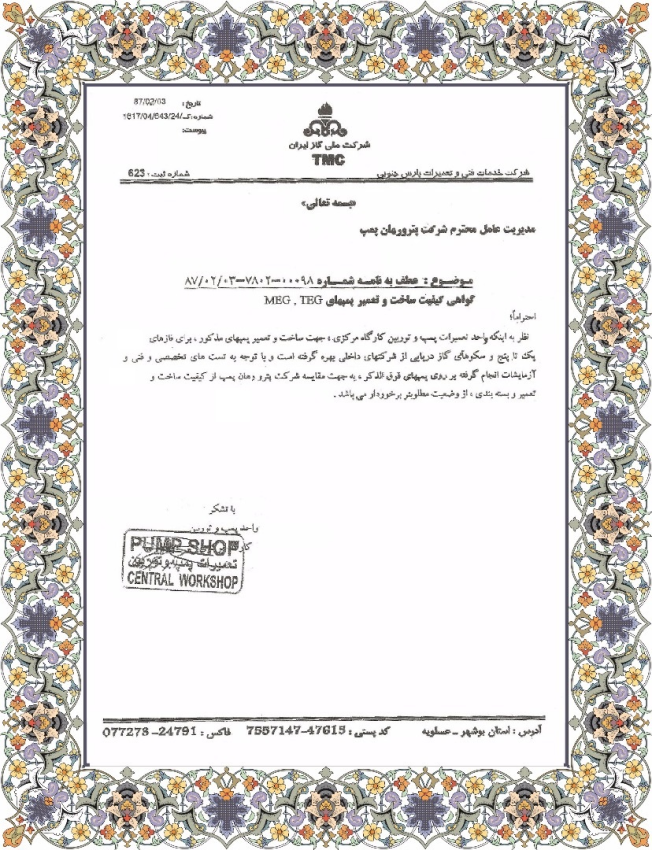 تاریخ : 87/02/03
شماره:ک/1617/04/643/24
پیوست:
شرکت ملی گاز ایران
TMC
شرکت خدمات فنی و تعمیرات پارس جنوبی
شماره ثبت : 623
«بسمه تعالی»
مدیریت عامل محترم شرکت پترورهان پمپ
موضوع : عطف به نامه شماره ۰۰۰۹۸-۷۸۰۲-۸۷/۰۲/۰۳
گواهی کیفیت ساخت و تعمیر پمپهای MEG , TEG
احتراماً؛
نظر به اینکه واحد تعمیرات پمپ و توربین کارگاه مرکزی ، جهت ساخت و تعمیر پمپهای مذکور ، برای فازهای
یک تا پنج و سکوهای گاز دریایی از شرکتهای داخلی بهره گرفته است و با توجه به تست های تخصصی و فنی و
آزمایشات انجام گرفته بر روی پمپهای فوق الذکر ، به جهت مقایسه شرکت پترو رهان پمپ از کیفیت ساخت و
تعمیر و بسته بندی ، از وضعیت مطلوبتر برخوردار می باشد .
با تشکر
واحد پمپ و توربین
PUMP SHOP
تعمیرات پمپ و توربین
CENTRAL WORKSHOP
آدرس : استان بوشهر ـ عسلویه
کد پستی : 47615-7557147
فاکس : 24791-077273